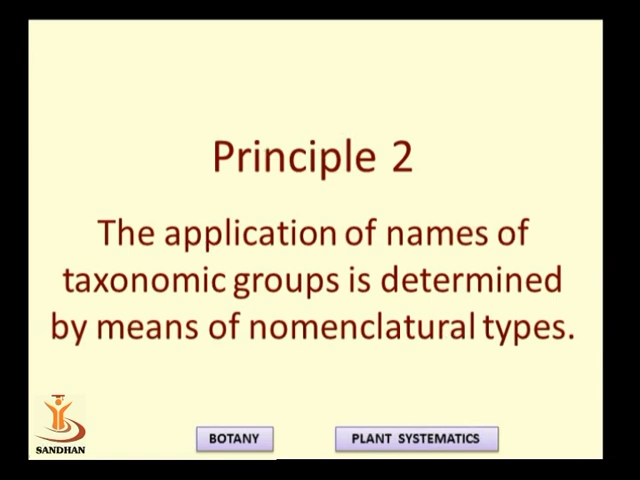 Principle 2
The application of names of
taxonomic groups is determined
by means of nomenclatural types.
SANDHAN
BOTANY
PLANT SYSTEMATICS